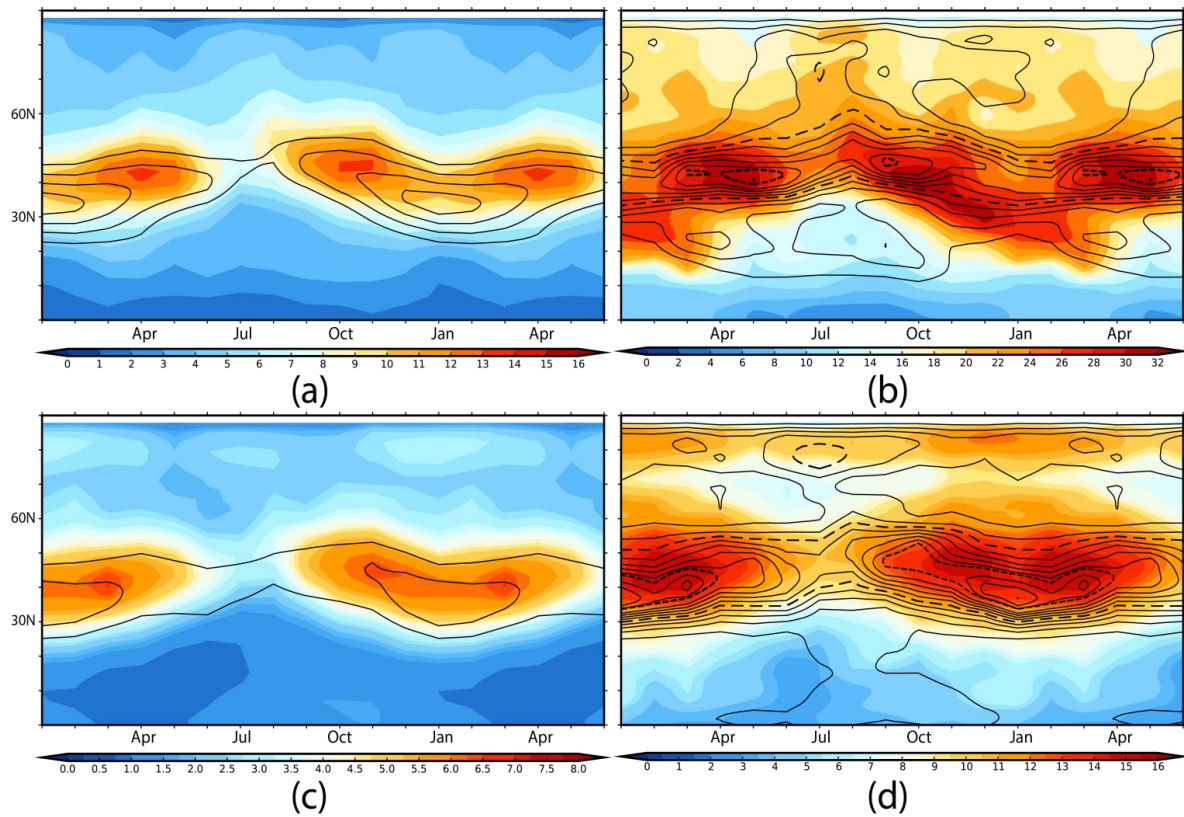 60N
30N
Apr Jul Oct Jan Apr
0 1 2 3 4 5 6 7 8 9 10 11 12 13 14 15 16
(a)
Apr Jul Oct Jan Apr
0 2 4 6 8 10 12 14 16 18 20 22 24 26 28 30 32
(b)
60N
30N
Apr Jul Oct Jan Apr
0.0 0.5 1.0 1.5 2.0 2.5 3.0 3.5 4.0 4.5 5.0 5.5 6.0 6.5 7.0 7.5 8.0
(c)
Apr Jul Oct Jan Apr
0 1 2 3 4 5 6 7 8 9 10 11 12 13 14 15 16
(d)